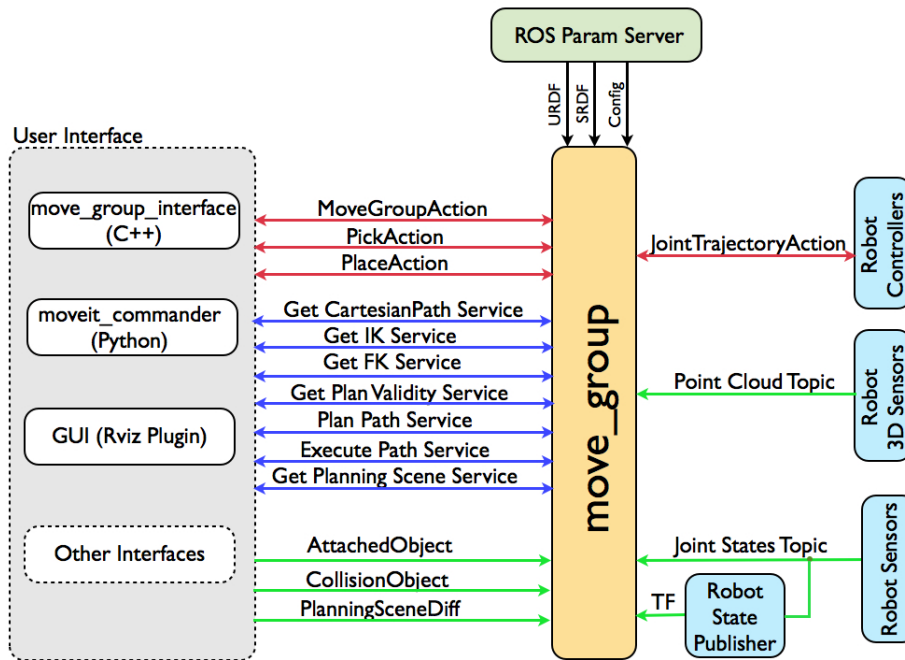 ROS Param Server
URDF
SRDF
Config
User Interface
move_group_interface
(C++)
moveit_commander
(Python)
GUI (Rviz Plugin)
Other Interfaces
MoveGroupAction
PickAction
PlaceAction
Get CartesianPath Service
Get IK Service
Get FK Service
Get Plan Validity Service
Plan Path Service
Execute Path Service
Get Planning Scene Service
AttachedObject
CollisionObject
PlanningSceneDiff
move_group
JointTrajectoryAction
Robot
Controllers
Point Cloud Topic
Robot
3D Sensors
Joint States Topic
TF
Robot
State
Publisher
Robot Sensors